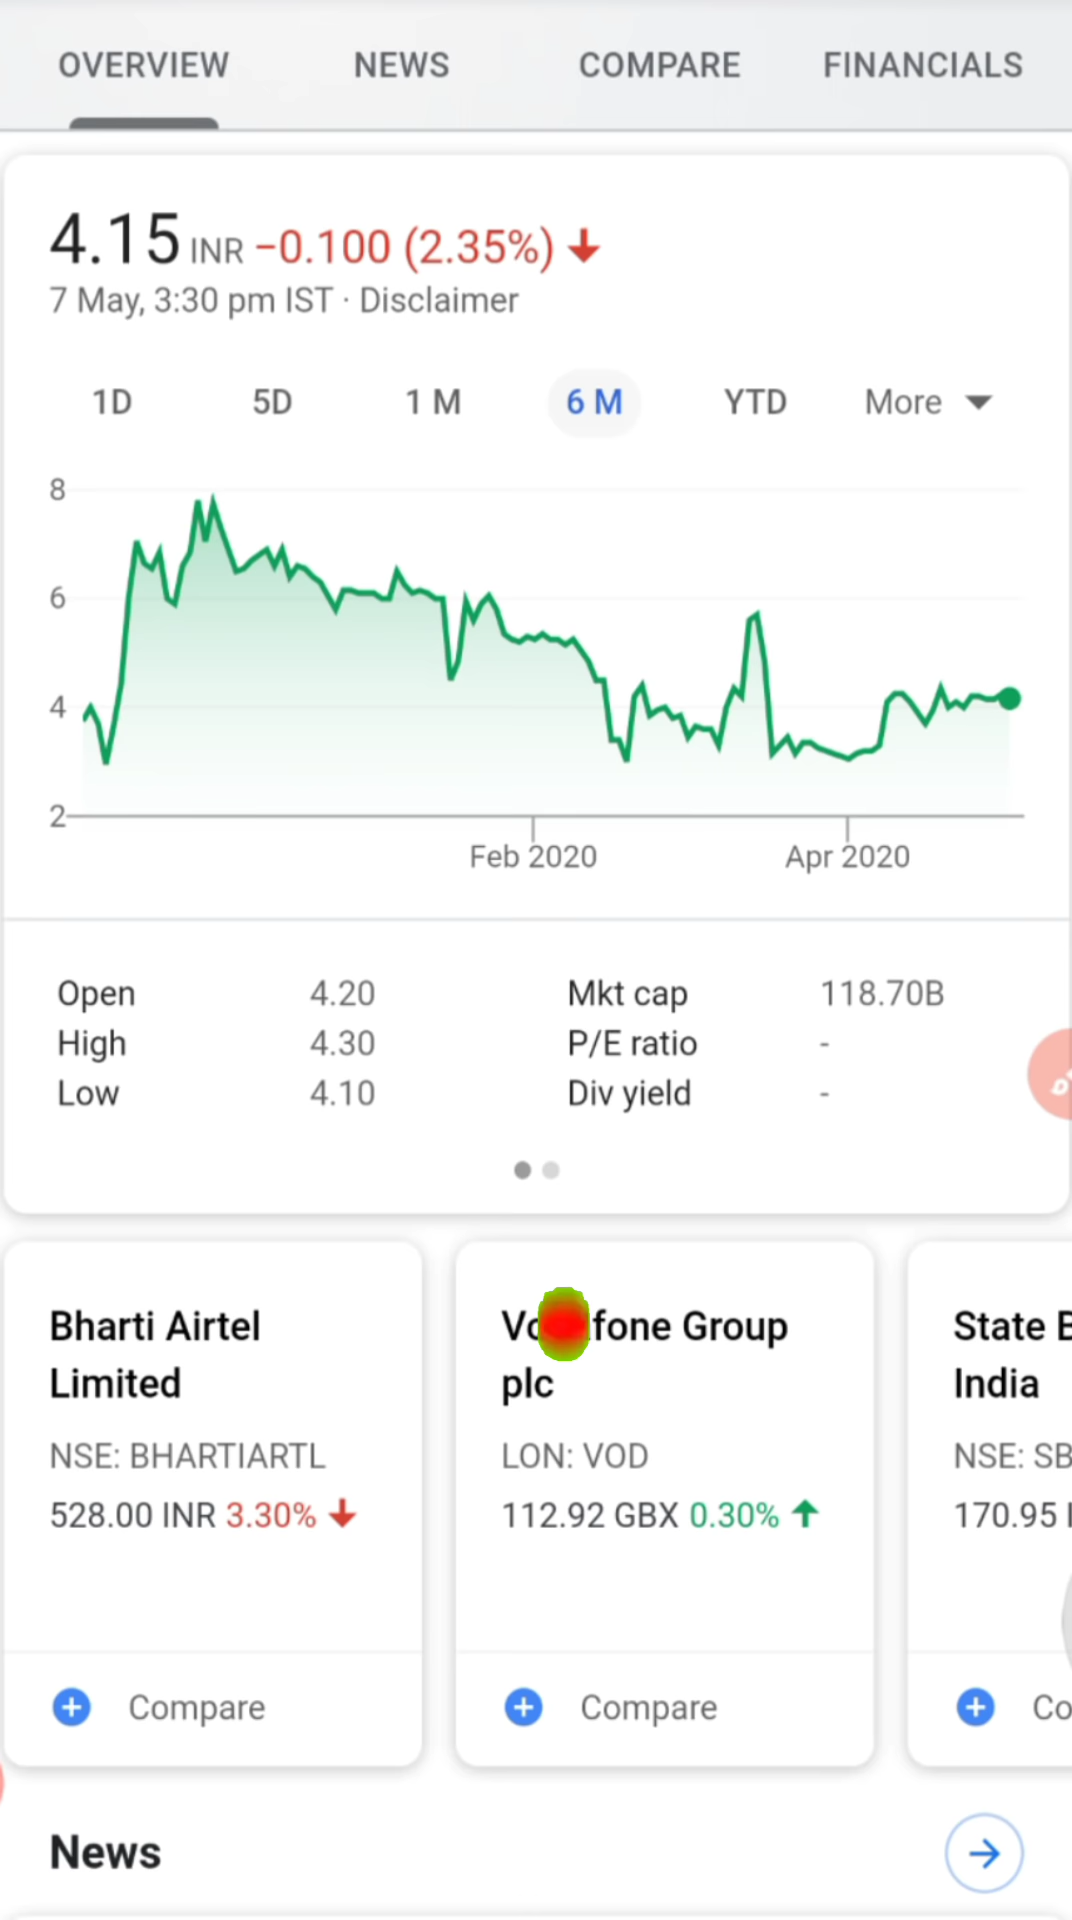 OVERVIEW NEWS COMPARE FINANCIALS
4.15 INR −0.100 (2.35%)
7 May, 3:30 pm IST · Disclaimer
1D 5D 1 M 6 M YTD More
8
6
4
2
Feb 2020 Apr 2020
Open 4.20 Mkt cap 118.70B
High 4.30 P/E ratio -
Low 4.10 Div yield -
Bharti Airtel
Limited
NSE: BHARTIARTL
528.00 INR 3.30%
Compare
fone Group
plc
LON: VOD
112.92 GBX 0.30%
Compare
State
India
NSE:
170.95
News